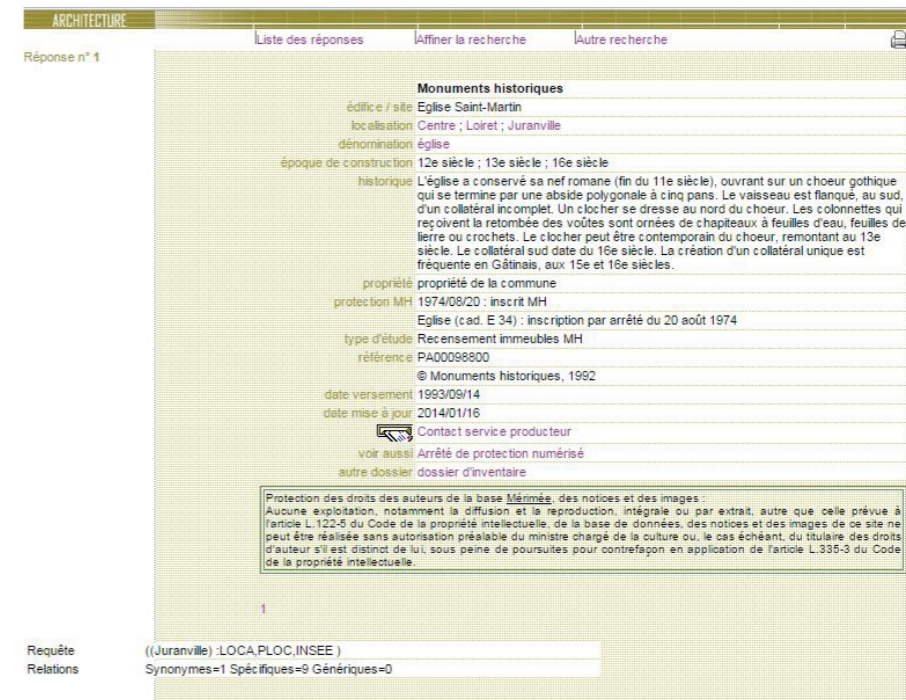 ARCHITECTURE
Liste des réponses Affiner la recherche Autre recherche
Réponse n° 1
Monuments historiques
édifice / site Eglise Saint-Martin
localisation Centre ; Loiret ; Juranville
dénomination église
époque de construction 12e siècle ; 13e siècle ; 16e siècle
historique L'église a conservé sa nef romane (fin du 11e siècle), ouvrant sur un choeur gothique
qui se termine par une abside polygonale à cinq pans. Le vaisseau est flanqué, au sud,
d'un collatéral incomplet. Un clocher se dresse au nord du choeur. Les colonnettes qui
reçoivent la retombée des voûtes sont ornées de chapiteaux à feuilles d'eau, feuilles de
lierre ou crochets. Le clocher peut être contemporain du choeur, remontant au 13e
siècle. Le collatéral sud date du 16e siècle. La création d'un collatéral unique est
fréquente en Gâtinais, aux 15e et 16e siècles.
propriété propriété de la commune
protection MH 1974/08/20 : inscrit MH
Eglise (cad. E 34) : inscription par arrêté du 20 août 1974
type d'étude Recensement immeubles MH
référence PA00098800
© Monuments historiques, 1992
date versement 1993/09/14
date mise à jour 2014/01/16
Contact service producteur
voir aussi Arrêté de protection numérisé
autre dossier dossier d'inventaire
Protection des droits des auteurs de la base Mérimée, des notices et des images :
Aucune exploitation, notamment la diffusion et la reproduction, intégrale ou par extrait, autre que celle prévue à
l'article L.122-5 du Code de la propriété intellectuelle, de la base de données, des notices et des images de ce site ne
peut être réalisée sans autorisation préalable du ministre chargé de la culture ou, le cas échéant, du titulaire des droits
d'auteur s'il est distinct de lui, sous peine de poursuites pour contrefaçon en application de l'article L.335-3 du Code
de la propriété intellectuelle.
1
Requête ((Juranville) :LOCA,PLOC,INSEE )
Relations Synonymes=1 Spécifiques=9 Génériques=0